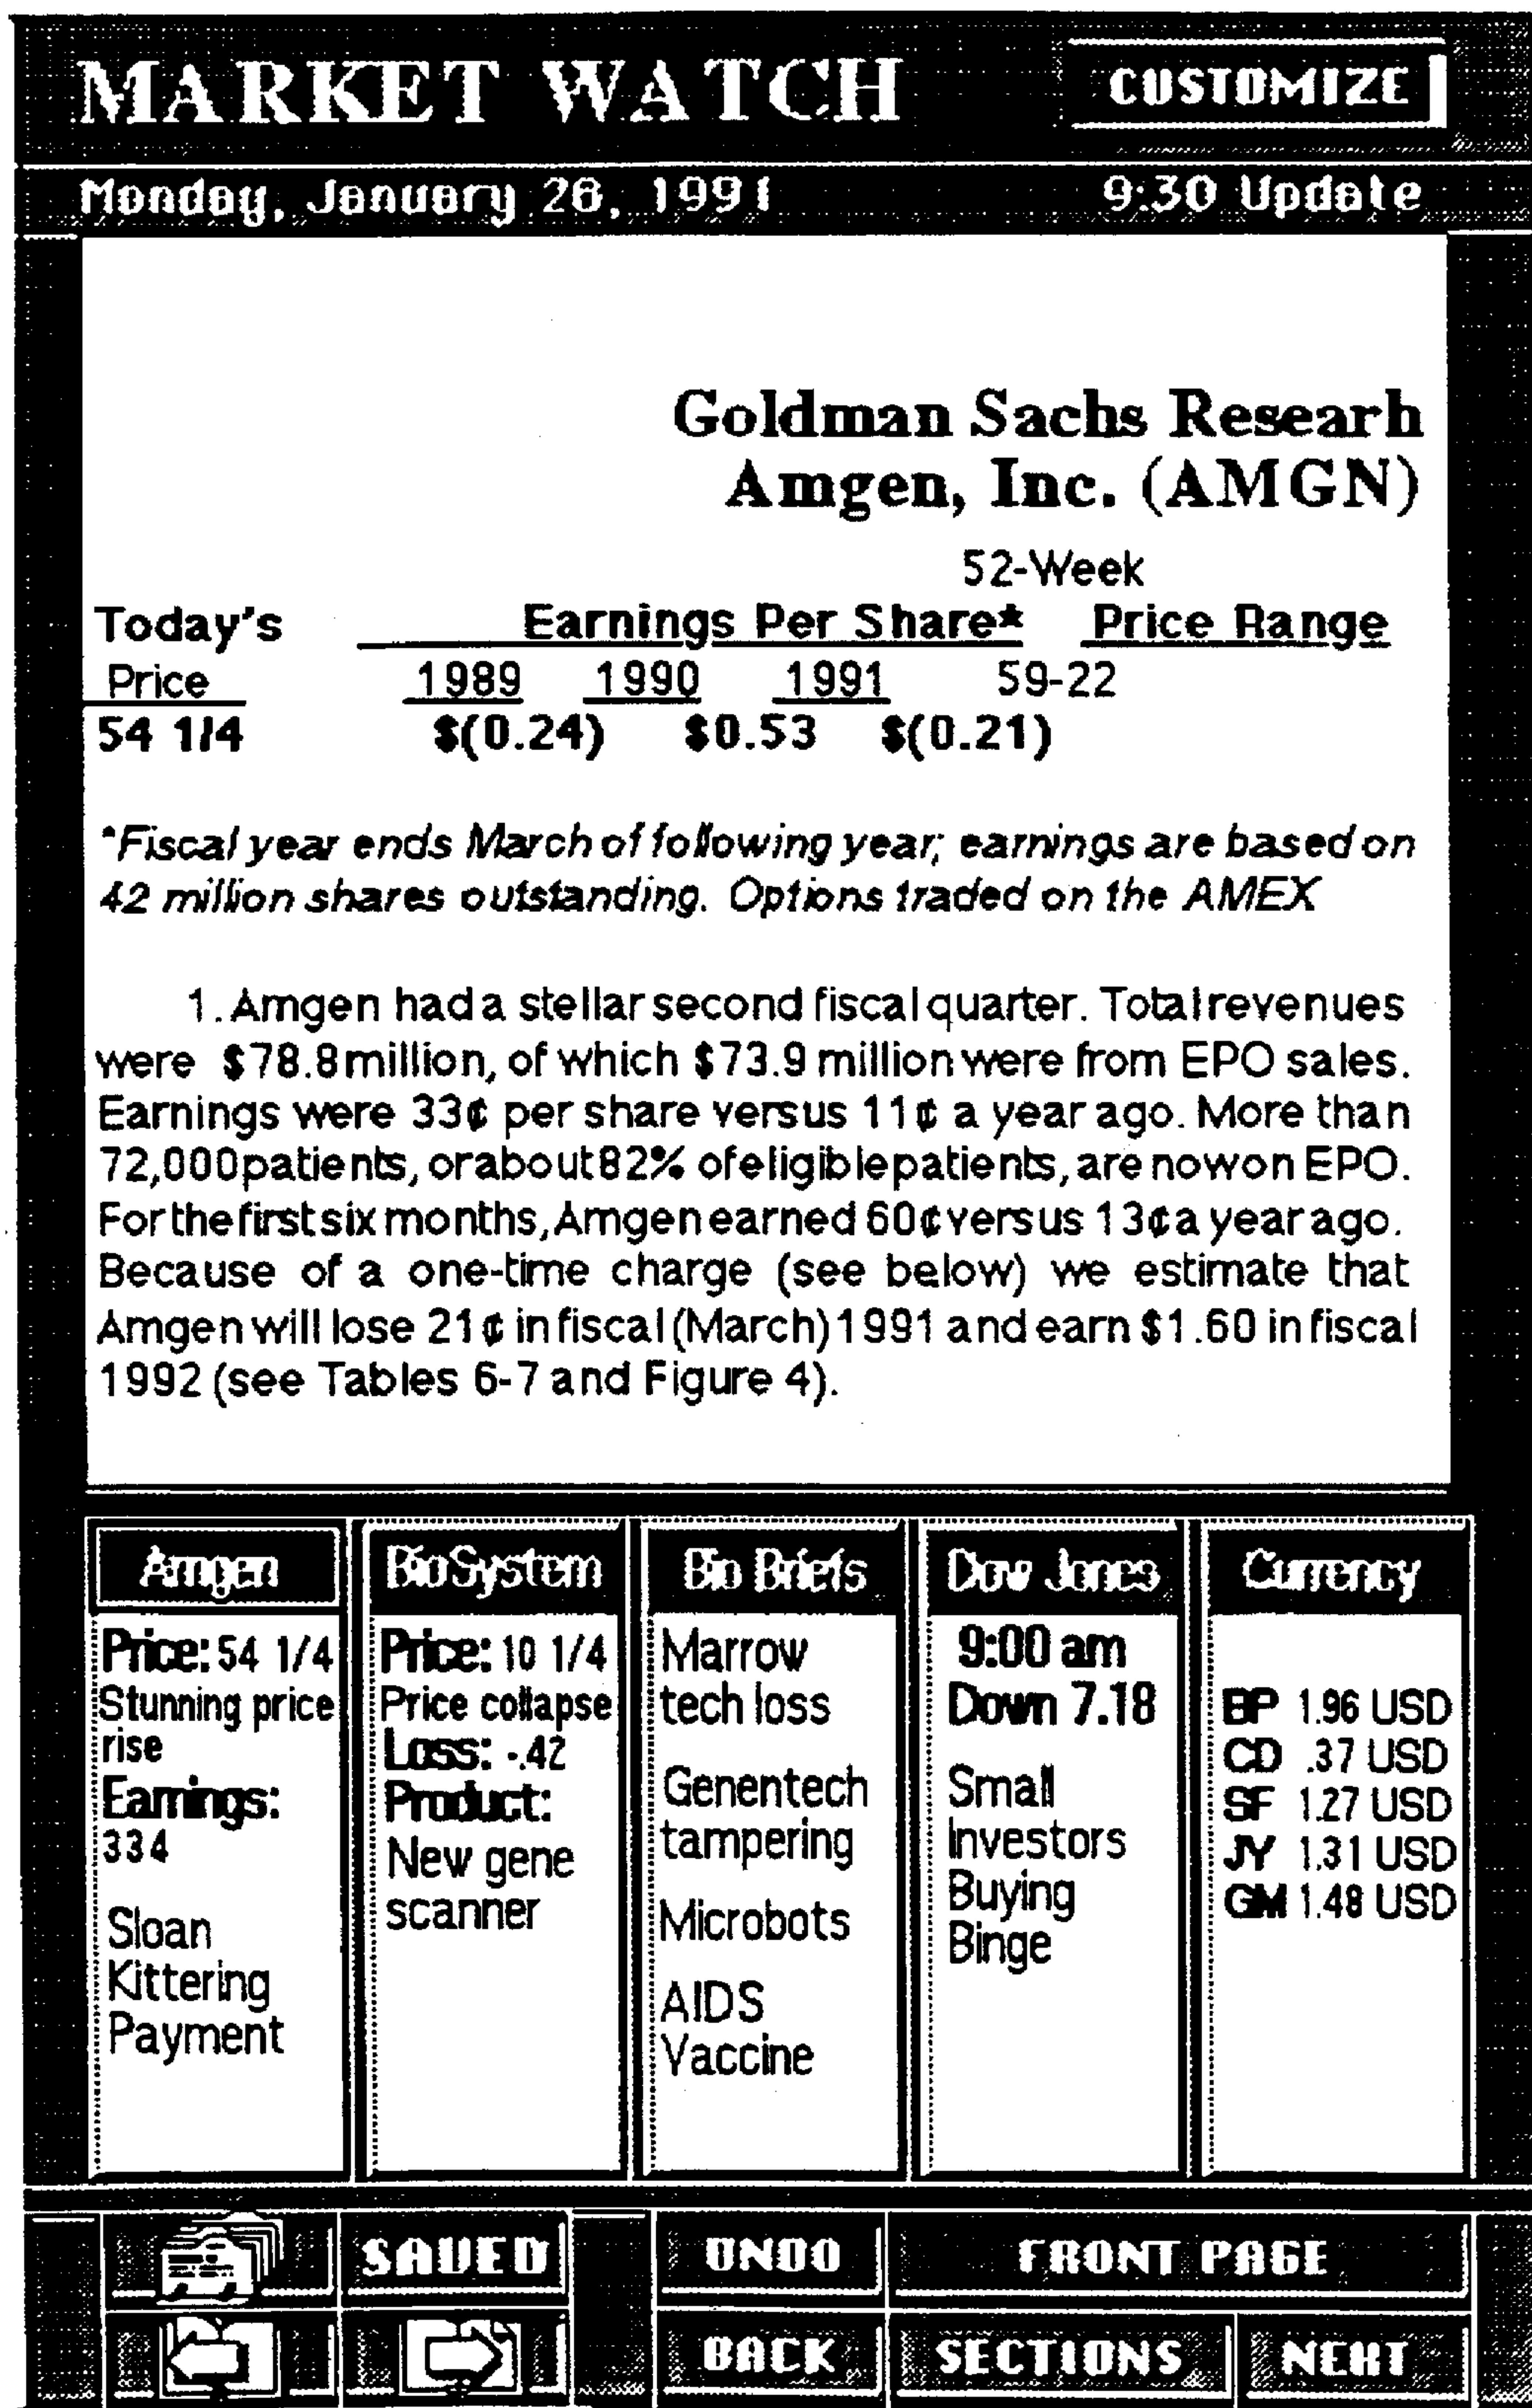 MARKET WATCH
CUSTOMIZE
Monday, January 28, 1991
9:30 Update
Goldman Sachs Researh
Amgen, Inc. (AMGN)
52-Week
Today's Earnings Per Share* Price Range
Price 1989 1990 1991 59-22
54 1/4 $(0.24) $0.53 $(0.21)
*Fiscal year ends March of following year; earnings are based on
42 million shares outstanding. Options traded on the AMEX
1. Amgen had a stellar second fiscal quarter. Total revenues
were $78.8 million, of which $73.9 million were from EPO sales.
Earnings were 33¢ per share versus 11¢ a year ago. More than
72,000 patients, or about 82% of eligible patients, are now on EPO.
For the first six months, Amgen earned 60¢ versus 13¢ a year ago.
Because of a one-time charge (see below) we estimate that
Amgen will lose 21¢ in fiscal (March) 1991 and earn $1.60 in fiscal
1992 (see Tables 6-7 and Figure 4).
Amgen
Price: 54 1/4
Stunning price
rise
Earnings:
334
Sloan
Kittering
Payment
BioSystem
Price: 10 1/4
Price collapse
Loss: -.42
Product:
New gene
scanner
Bio Briefs
Marrow
tech loss
Genentech
tampering
Microbots
AIDS
Vaccine
Dow Jones
9:00 am
Down 7.18
Small
Investors
Buying
Binge
Currency
BP 1.96 USD
CD .37 USD
SF 1.27 USD
JY 1.31 USD
GM 1.48 USD
SAVED
UNDO
FRONT PAGE
BACK
SECTIONS
NEXT